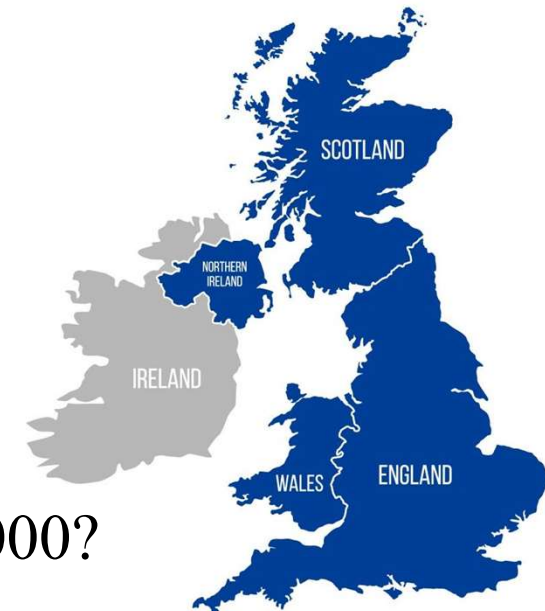 SCOTLAND
NORTHERN
IRELAND
IRELAND
WALES
ENGLAND
000?